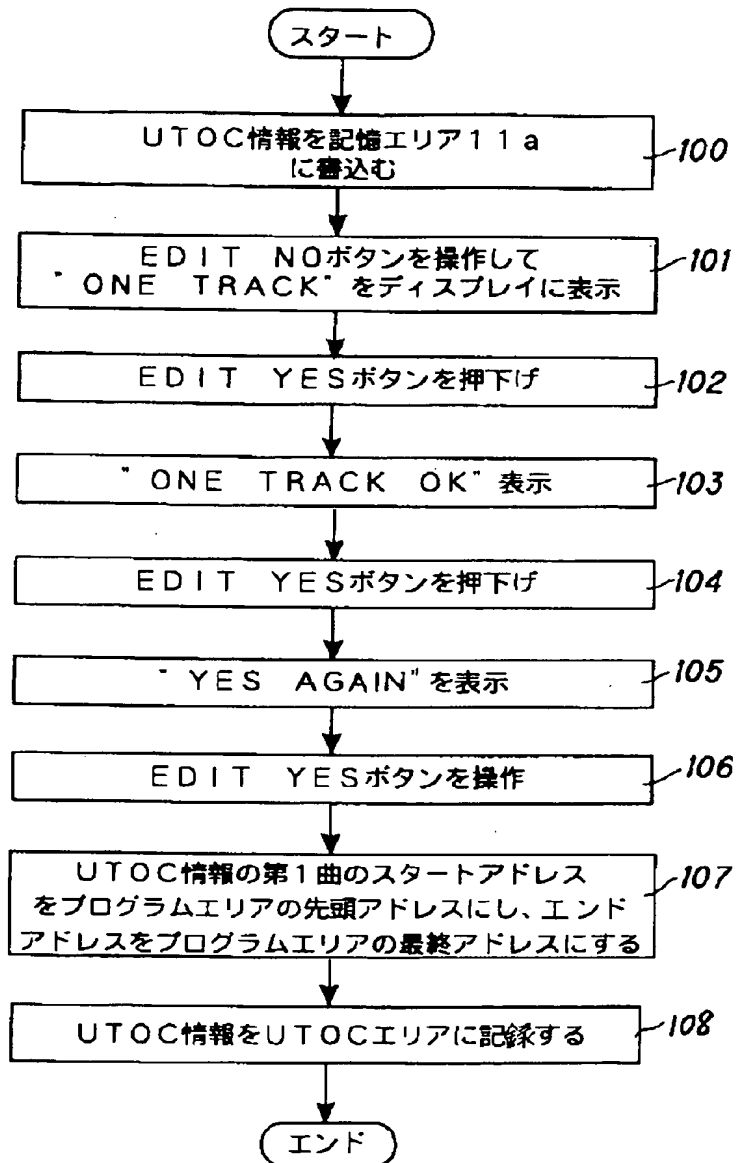 スタート
UTOC情報を記憶エリア11a
に書込む
100
EDIT NOボタンを操作して
"ONE TRACK"をディスプレイに表示
101
EDIT YESボタンを押下げ
102
"ONE TRACK OK"表示
103
EDIT YESボタンを押下げ
104
"YES AGAIN"を表示
105
EDIT YESボタンを操作
106
UTOC情報の第1曲のスタートアドレス
をプログラムエリアの先頭アドレスにし、エンド
アドレスをプログラムエリアの最終アドレスにする
107
UTOC情報をUTOCエリアに記録する
108
エンド